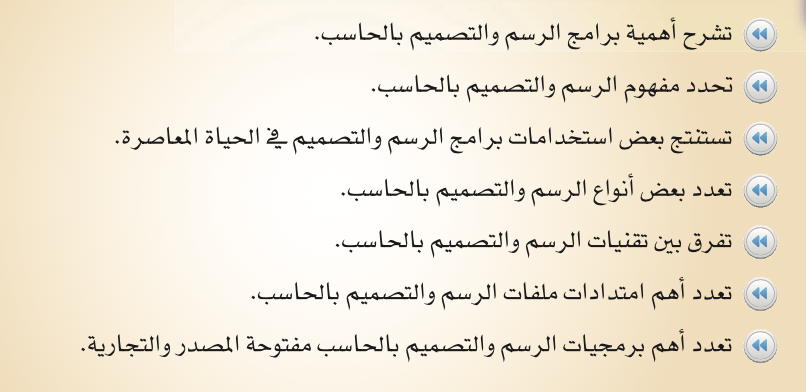 تشرح أهمية برامج الرسم والتصميم بالحاسب.
تحدد مفهوم الرسم والتصميم بالحاسب.
تستنتج بعض استخدامات برامج الرسم والتصميم في الحياة المعاصرة.
تعدد بعض أنواع الرسم والتصميم بالحاسب.
تفرق بين تقنيات الرسم والتصميم بالحاسب.
تعدد أهم امتدادات ملفات الرسم والتصميم بالحاسب.
تعدد أهم برمجيات الرسم والتصميم بالحاسب مفتوحة المصدر والتجارية.